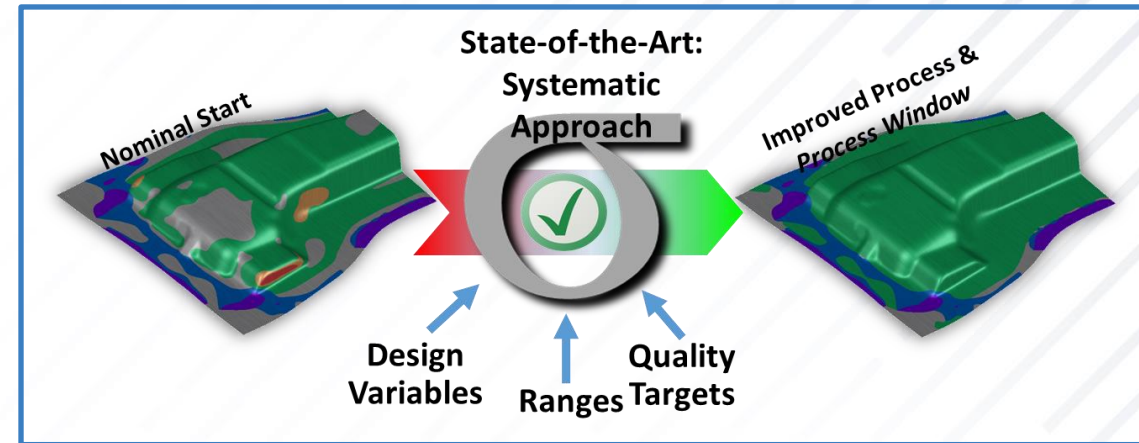 State-of-the-Art:
Systematic
Approach
Nominal Start
Improved Process &
Process Window
Design
Variables
Ranges
Quality
Targets